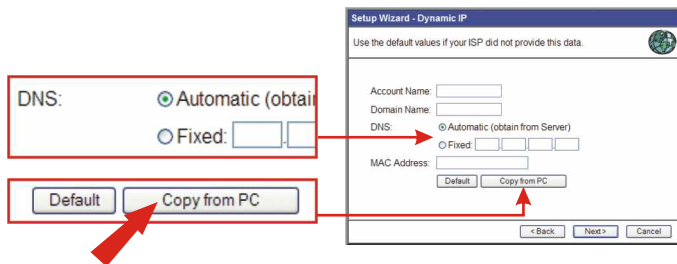 DNS:
Automatic (obtain
Fixed:
Default
Copy from PC
Setup Wizard - Dynamic IP
Use the default values if your ISP did not provide this data.
Account Name:
Domain Name:
DNS:
Automatic (obtain from Server)
Fixed:
MAC Address:
Default
Copy from PC
< Back
Next >
Cancel